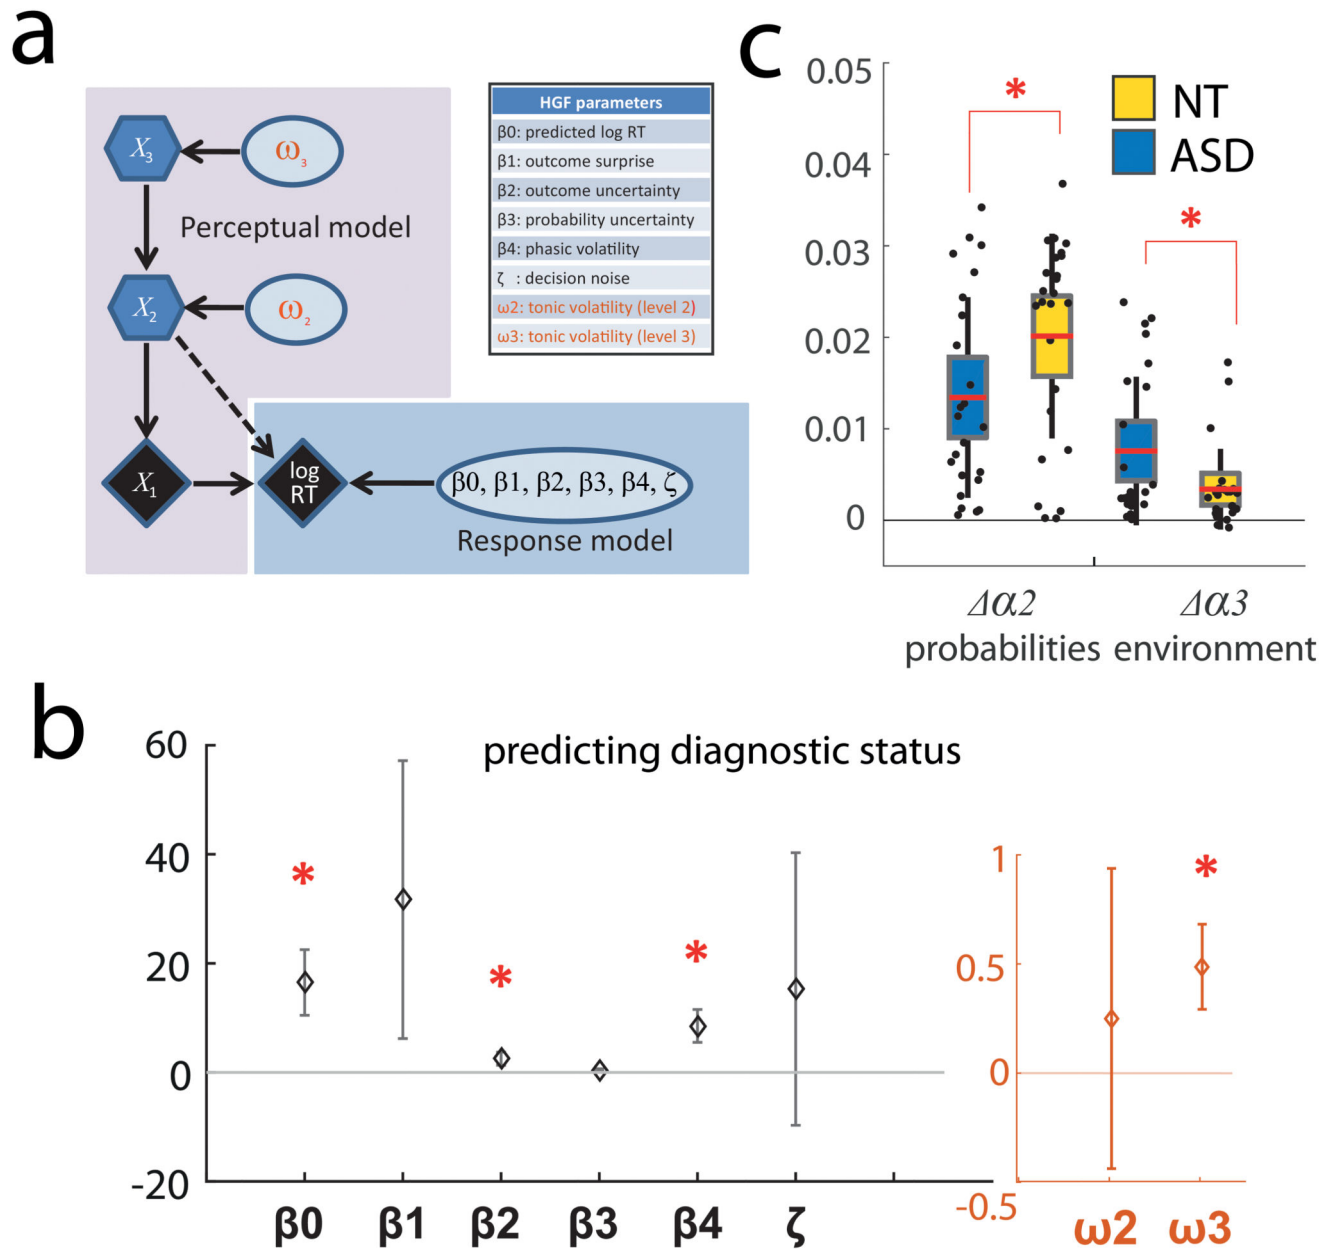 a
X3
ω3
Perceptual model
X2
ω2
X1
log
RT
β0, β1, β2, β3, β4, ζ
Response model
HGF parameters
β0: predicted log RT
β1: outcome surprise
β2: outcome uncertainty
β3: probability uncertainty
β4: phasic volatility
ζ : decision noise
ω2: tonic volatility (level 2)
ω3: tonic volatility (level 3)
c
0.05
0.04
0.03
0.02
0.01
0
*
*
NT
ASD
Δα2
probabilities
Δα3
environment
b
predicting diagnostic status
60
40
20
0
-20
*
*
*
β0
β1
β2
β3
β4
ζ
1
0.5
0
-0.5
*
ω2
ω3